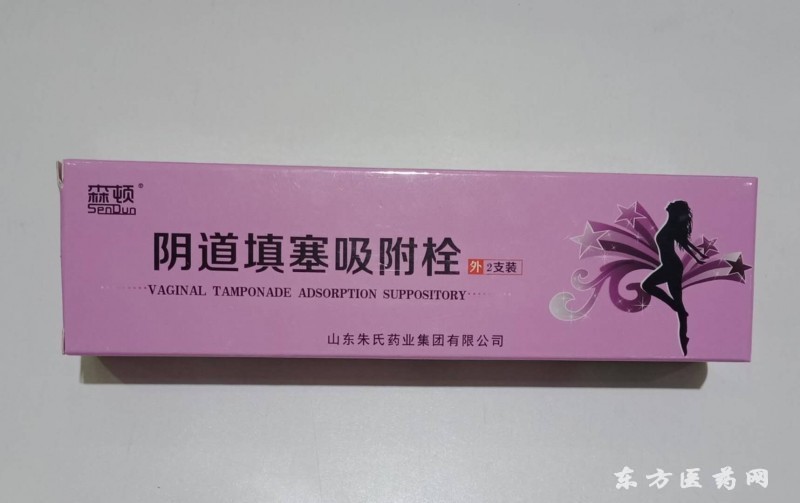 森顿®
SenDun
阴道填塞吸附栓 外 2支装
VAGINAL TAMPONADE ADSORPTION SUPPOSITORY
山东朱氏药业集团有限公司
东方医药网